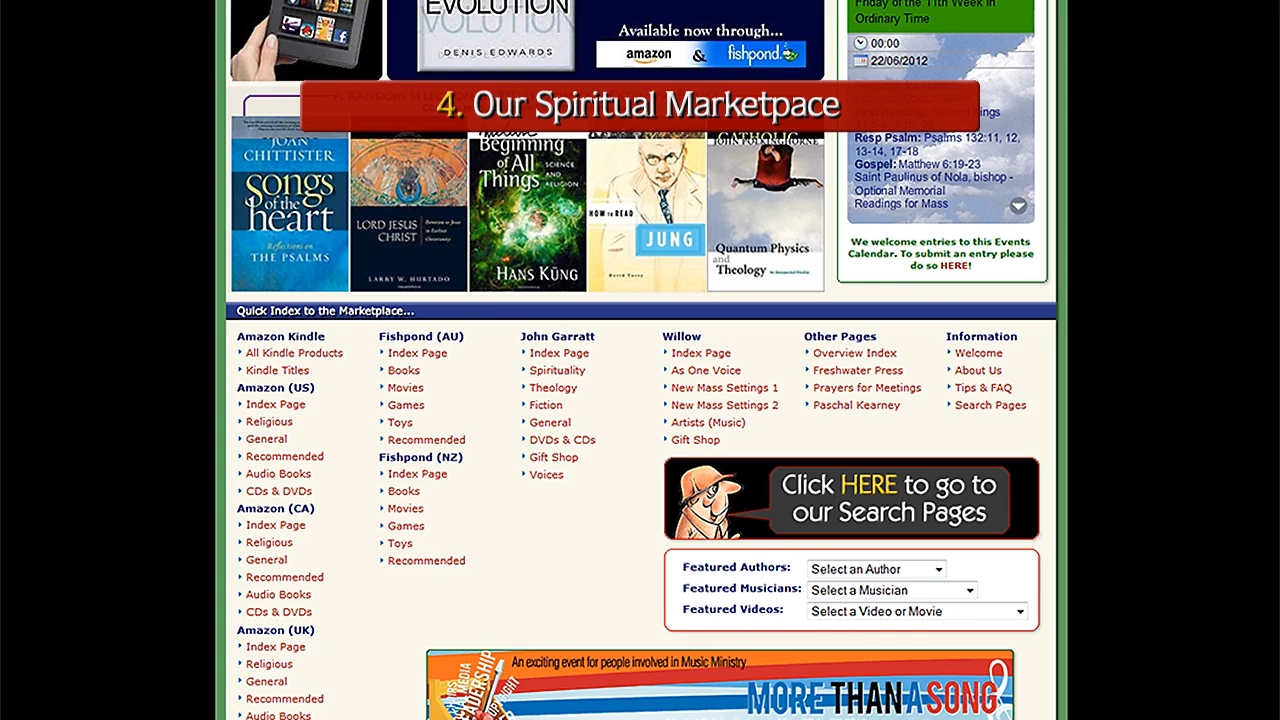 EVOLUTION
DENIS EDWARDS
Available now through...
amazon & fishpond
Friday of the 11th Week in
Ordinary Time
00:00
22/06/2012
4. Our Spiritual Marketpace
Resp Psalm: Psalms 132:11, 12,
13-14, 17-18
Gospel: Matthew 6:19-23
Saint Paulinus of Nola, bishop -
Optional Memorial
Readings for Mass
JOAN
CHITTISTER
songs
of the
heart
Reflections on
THE PSALMS
LORD JESUS
CHRIST
Devotion to Jesus
in Earliest
Christianity
LARRY W. HURTADO
Beginning
of All
Things
SCIENCE
AND
RELIGION
HANS KÜNG
HOW to READ
JUNG
David Tacey
JOHN POLKINGHORNE
Quantum Physics
and
Theology
We welcome entries to this Events
Calendar. To submit an entry please
do so HERE!
Quick Index to the Marketplace...
Amazon Kindle
All Kindle Products
Kindle Titles
Amazon (US)
Index Page
Religious
General
Recommended
Audio Books
CDs & DVDs
Amazon (CA)
Index Page
Religious
General
Recommended
Audio Books
CDs & DVDs
Amazon (UK)
Index Page
Religious
General
Recommended
Audio Books
Fishpond (AU)
Index Page
Books
Movies
Games
Toys
Recommended
Fishpond (NZ)
Index Page
Books
Movies
Games
Toys
Recommended
John Garratt
Index Page
Spirituality
Theology
Fiction
General
DVDs & CDs
Gift Shop
Voices
Willow
Index Page
As One Voice
New Mass Settings 1
New Mass Settings 2
Artists (Music)
Gift Shop
Other Pages
Overview Index
Freshwater Press
Prayers for Meetings
Paschal Kearney
Information
Welcome
About Us
Tips & FAQ
Search Pages
Click HERE to go to
our Search Pages
Featured Authors: Select an Author
Featured Musicians: Select a Musician
Featured Videos: Select a Video or Movie
An exciting event for people involved in Music Ministry
MEDIA
LEADERSHIP
MORE THAN A SONG